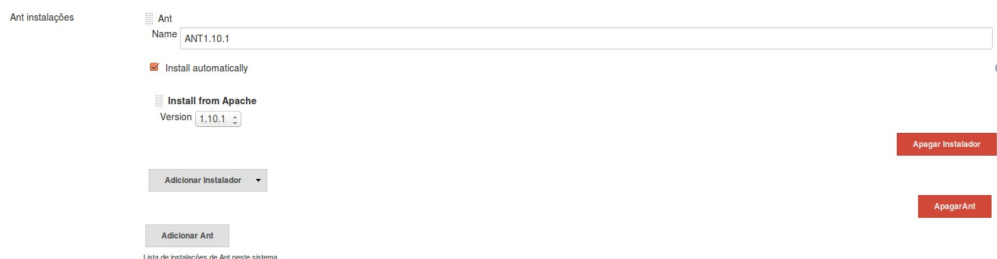 Ant instalações
Ant
Name ANT1.10.1
Install automatically
Install from Apache
Version 1.10.1
Apagar Instalador
Adicionar Instalador
ApagarAnt
Adicionar Ant
Lista de instalações de Ant neste sistema